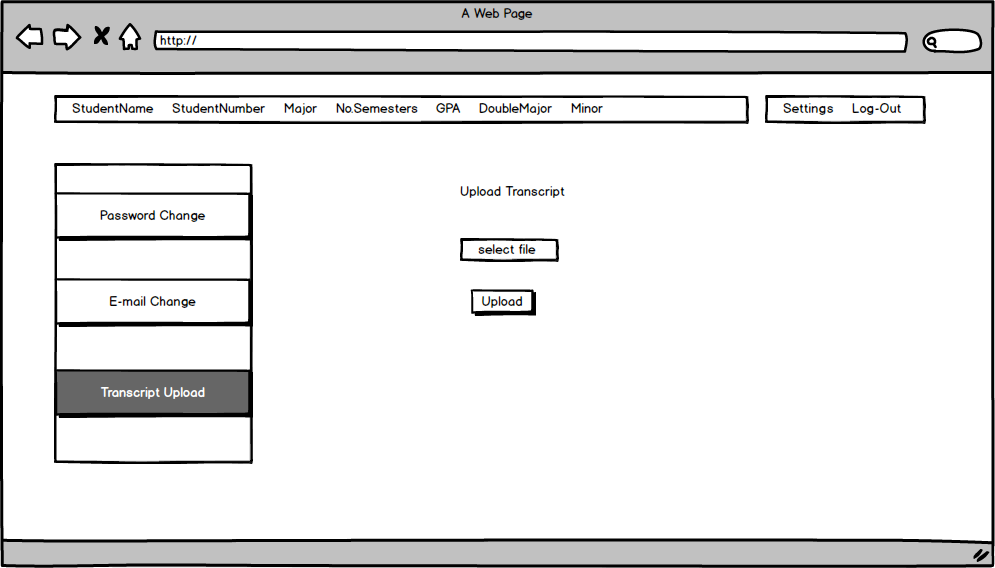 A Web Page
http://
StudentName StudentNumber Major No.Semesters GPA DoubleMajor Minor
Settings Log-Out
Password Change
E-mail Change
Transcript Upload
Upload Transcript
select file
Upload